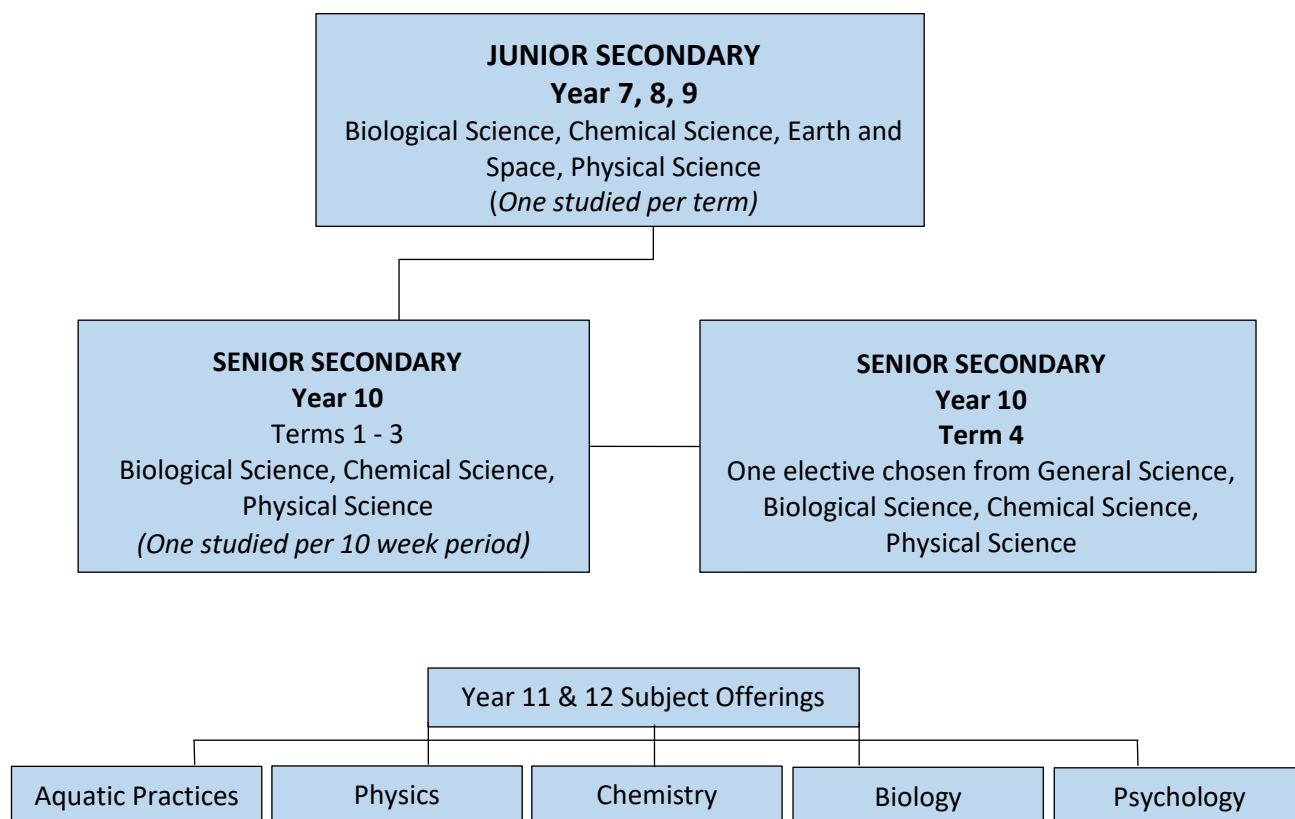 JUNIOR SECONDARY
Year 7, 8, 9
Biological Science, Chemical Science, Earth and
Space, Physical Science
(One studied per term)
SENIOR SECONDARY
Year 10
Terms 1 - 3
Biological Science, Chemical Science,
Physical Science
(One studied per 10 week period)
SENIOR SECONDARY
Year 10
Term 4
One elective chosen from General Science,
Biological Science, Chemical Science,
Physical Science
Year 11 & 12 Subject Offerings
Aquatic Practices
Physics
Chemistry
Biology
Psychology